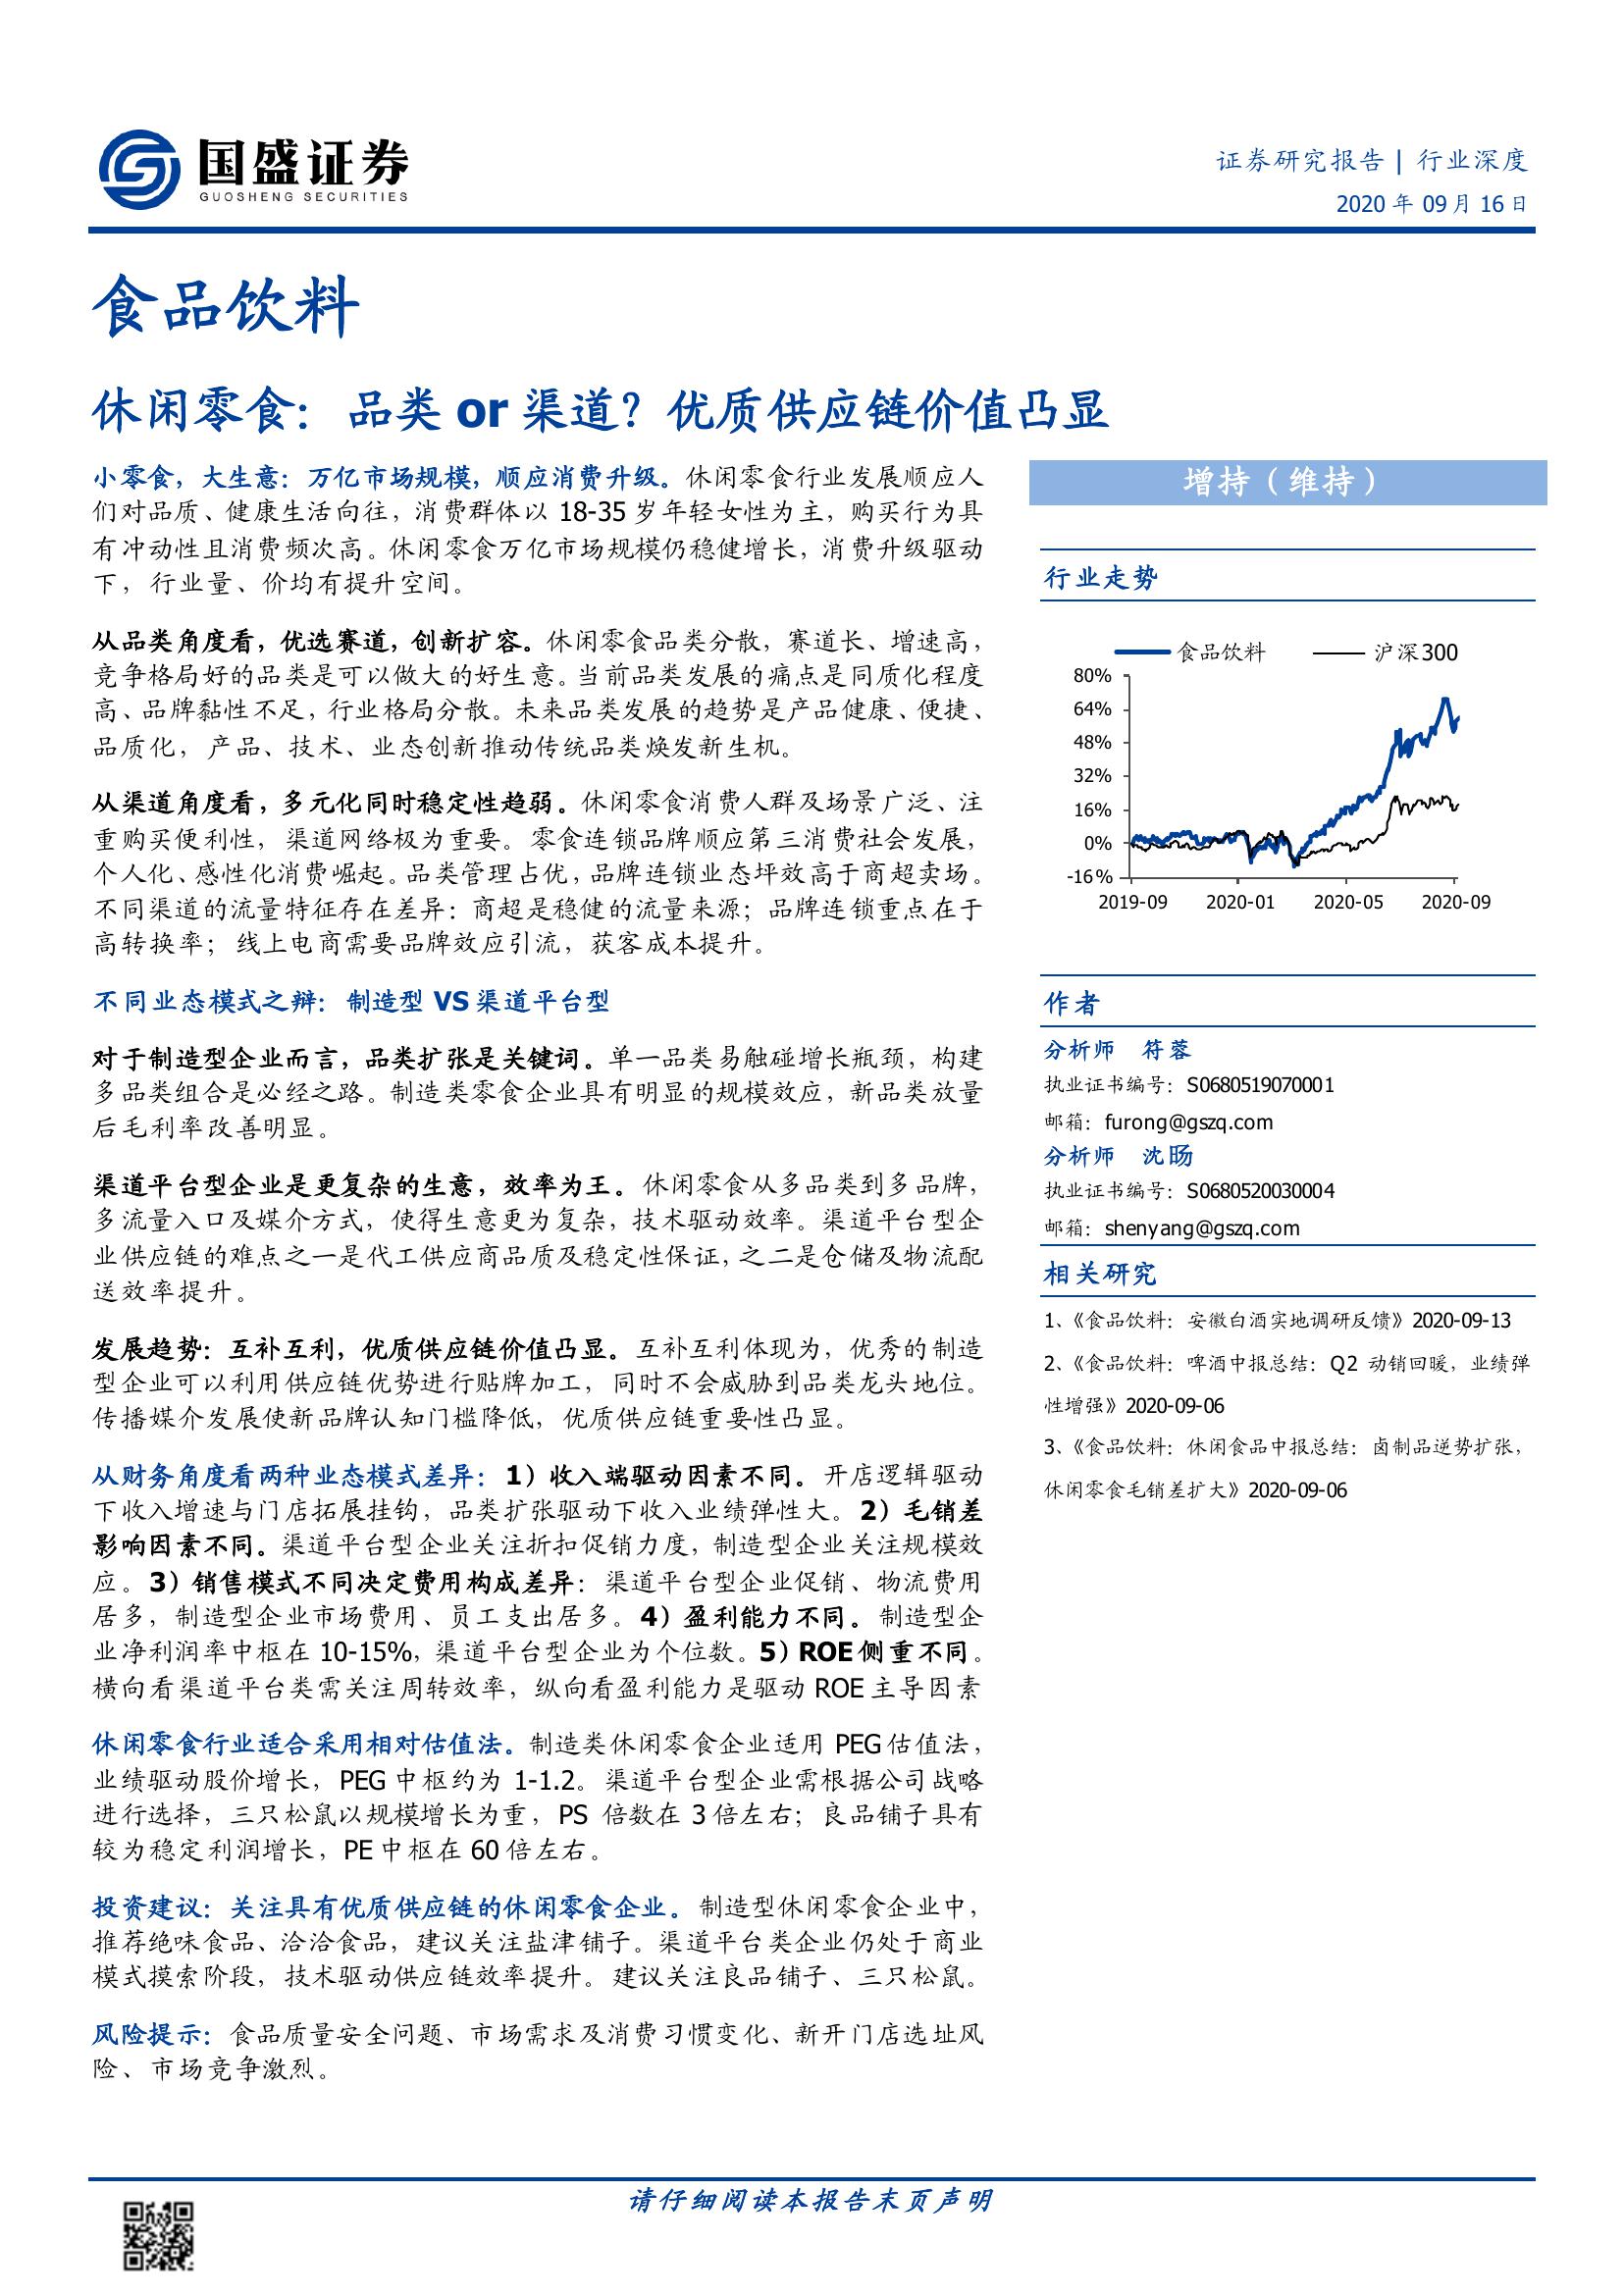 国盛证券
GUOSHENG SECURITIES
证券研究报告 | 行业深度
2020 年 09 月 16 日
食品饮料
休闲零食：品类 or 渠道？优质供应链价值凸显
小零食，大生意：万亿市场规模，顺应消费升级。休闲零食行业发展顺应人
们对品质、健康生活向往，消费群体以 18-35 岁年轻女性为主，购买行为具
有冲动性且消费频次高。休闲零食万亿市场规模仍稳健增长，消费升级驱动
下，行业量、价均有提升空间。
从品类角度看，优选赛道，创新扩容。休闲零食品类分散，赛道长、增速高，
竞争格局好的品类是可以做大的好生意。当前品类发展的痛点是同质化程度
高、品牌黏性不足，行业格局分散。未来品类发展的趋势是产品健康、便捷、
品质化，产品、技术、业态创新推动传统品类焕发新生机。
从渠道角度看，多元化同时稳定性趋弱。休闲零食消费人群及场景广泛、注
重购买便利性，渠道网络极为重要。零食连锁品牌顺应第三消费社会发展，
个人化、感性化消费崛起。品类管理占优，品牌连锁业态坪效高于商超卖场。
不同渠道的流量特征存在差异：商超是稳健的流量来源；品牌连锁重点在于
高转换率；线上电商需要品牌效应引流，获客成本提升。
不同业态模式之辩：制造型 VS 渠道平台型
对于制造型企业而言，品类扩张是关键词。单一品类易触碰增长瓶颈，构建
多品类组合是必经之路。制造类零食企业具有明显的规模效应，新品类放量
后毛利率改善明显。
渠道平台型企业是更复杂的生意，效率为王。休闲零食从多品类到多品牌，
多流量入口及媒介方式，使得生意更为复杂，技术驱动效率。渠道平台型企
业供应链的难点之一是代工供应商品质及稳定性保证，之二是仓储及物流配
送效率提升。
发展趋势：互补互利，优质供应链价值凸显。互补互利体现为，优秀的制造
型企业可以利用供应链优势进行贴牌加工，同时不会威胁到品类龙头地位。
传播媒介发展使新品牌认知门槛降低，优质供应链重要性凸显。
从财务角度看两种业态模式差异：1）收入端驱动因素不同。开店逻辑驱动
下收入增速与门店拓展挂钩，品类扩张驱动下收入业绩弹性大。2）毛销差
影响因素不同。渠道平台型企业关注折扣促销力度，制造型企业关注规模效
应。3）销售模式不同决定费用构成差异：渠道平台型企业促销、物流费用
居多，制造型企业市场费用、员工支出居多。4）盈利能力不同。制造型企
业净利润率中枢在 10-15%，渠道平台型企业为个位数。5）ROE 侧重不同。
横向看渠道平台类需关注周转效率，纵向看盈利能力是驱动 ROE 主导因素
休闲零食行业适合采用相对估值法。制造类休闲零食企业适用 PEG 估值法，
业绩驱动股价增长，PEG 中枢约为 1-1.2。渠道平台型企业需根据公司战略
进行选择，三只松鼠以规模增长为重，PS 倍数在 3 倍左右；良品铺子具有
较为稳定利润增长，PE 中枢在 60 倍左右。
投资建议：关注具有优质供应链的休闲零食企业。制造型休闲零食企业中，
推荐绝味食品、洽洽食品，建议关注盐津铺子。渠道平台类企业仍处于商业
模式摸索阶段，技术驱动供应链效率提升。建议关注良品铺子、三只松鼠。
风险提示：食品质量安全问题、市场需求及消费习惯变化、新开门店选址风
险、市场竞争激烈。
增持（维持）
行业走势
食品饮料 沪深300
80%
64%
48%
32%
16%
0%
-16%
2019-09 2020-01 2020-05 2020-09
作者
分析师 符蓉
执业证书编号：S0680519070001
邮箱：furong@gszq.com
分析师 沈旸
执业证书编号：S0680520030004
邮箱：shenyang@gszq.com
相关研究
1、《食品饮料：安徽白酒实地调研反馈》2020-09-13
2、《食品饮料：啤酒中报总结：Q2 动销回暖，业绩弹
性增强》2020-09-06
3、《食品饮料：休闲食品中报总结：卤制品逆势扩张，
休闲零食毛销差扩大》2020-09-06
请仔细阅读本报告末页声明